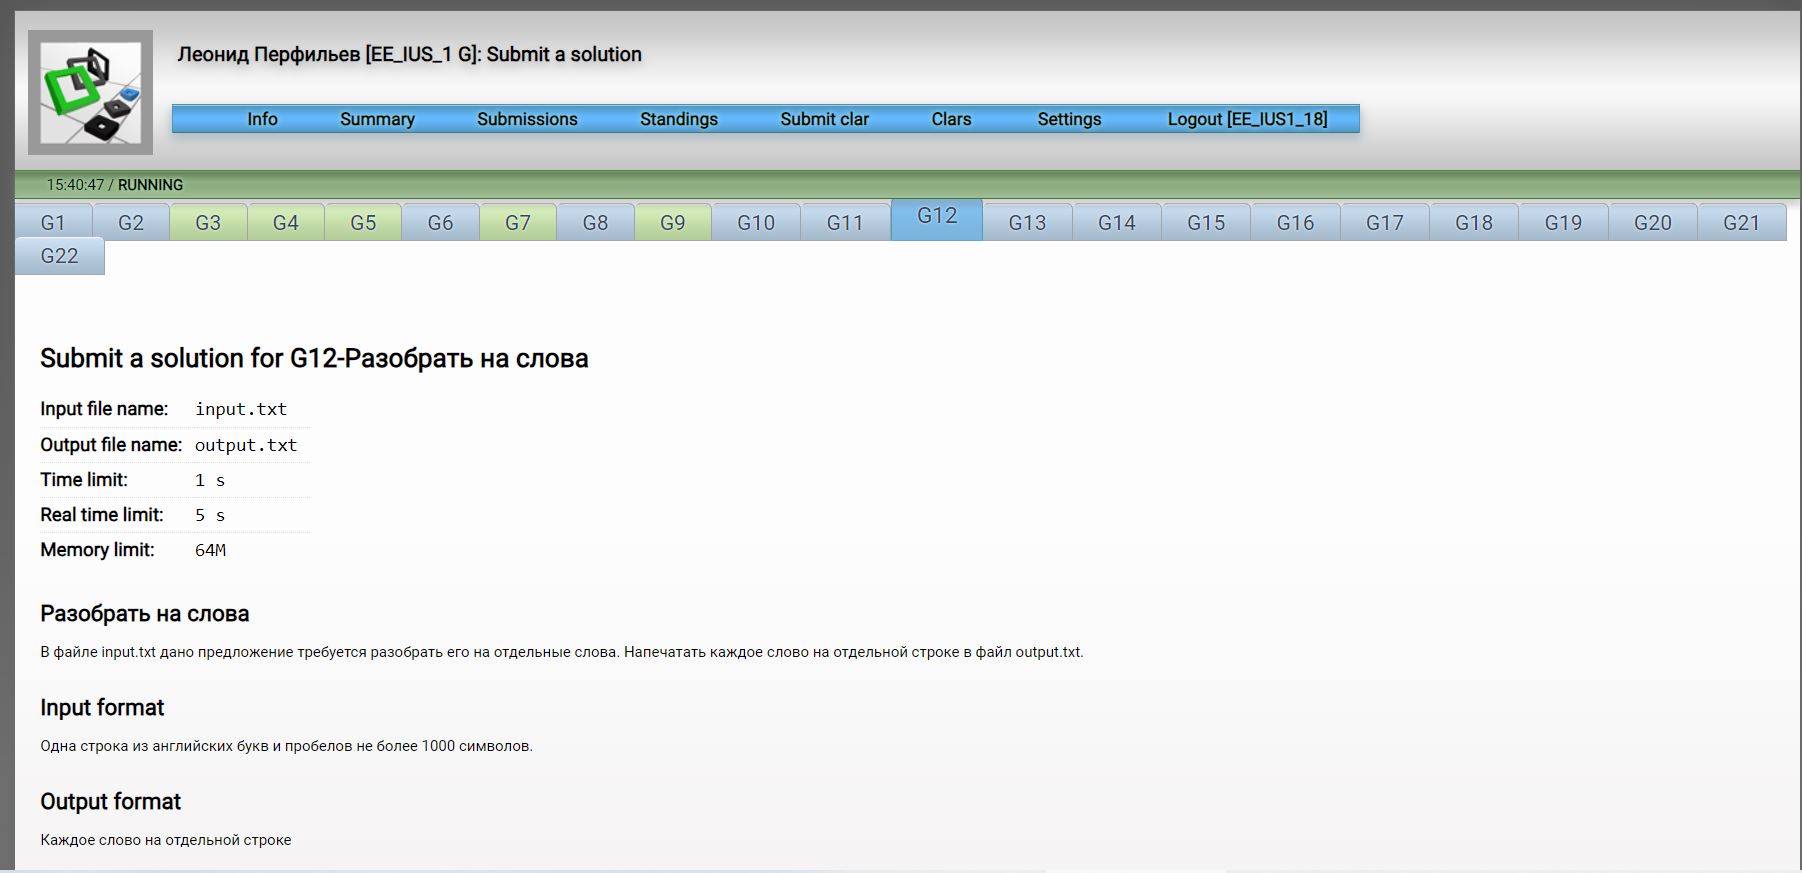 Леонид Перфильев [EE_IUS_1 G]: Submit a solution
Info Summary Submissions Standings Submit clar Clars Settings Logout [EE_IUS1_18]
15:40:47 / RUNNING
G1 G2 G3 G4 G5 G6 G7 G8 G9 G10 G11 G12 G13 G14 G15 G16 G17 G18 G19 G20 G21
G22
Submit a solution for G12-Разобрать на слова
Input file name: input.txt
Output file name: output.txt
Time limit: 1 s
Real time limit: 5 s
Memory limit: 64M
Разобрать на слова
В файле input.txt дано предложение требуется разобрать его на отдельные слова. Напечатать каждое слово на отдельной строке в файл output.txt.
Input format
Одна строка из английских букв и пробелов не более 1000 символов.
Output format
Каждое слово на отдельной строке